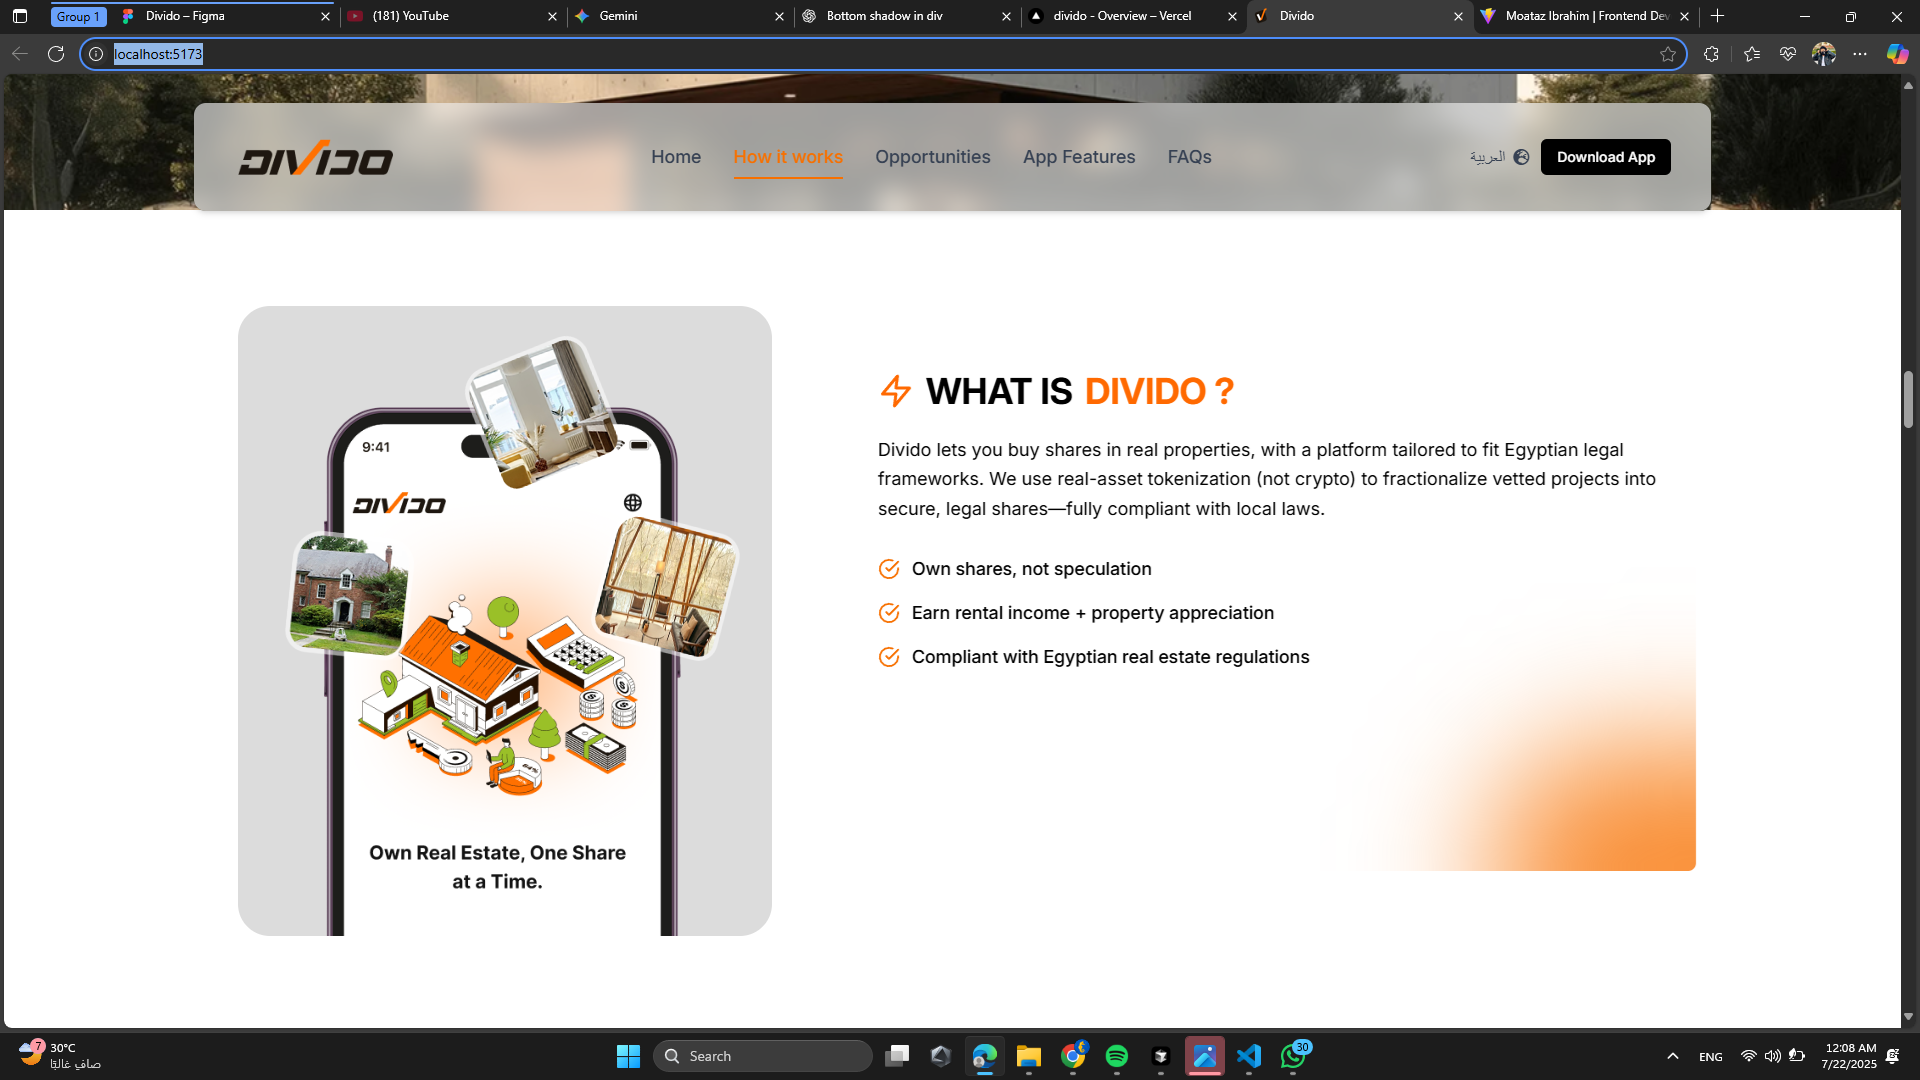 Group 1
Divido – Figma
(181) YouTube
Gemini
Bottom shadow in div
divido - Overview – Vercel
Divido
Moataz Ibrahim | Frontend Dev
localhost:5173
DIVIDO
Home
How it works
Opportunities
App Features
FAQs
العربية
Download App
9:41
DIVIDO
Own Real Estate, One Share
at a Time.
WHAT IS DIVIDO ?
Divido lets you buy shares in real properties, with a platform tailored to fit Egyptian legal
frameworks. We use real-asset tokenization (not crypto) to fractionalize vetted projects into
secure, legal shares—fully compliant with local laws.
Own shares, not speculation
Earn rental income + property appreciation
Compliant with Egyptian real estate regulations
7
30°C
صافٍ غالبًا
Search
30
ENG
12:08 AM
7/22/2025